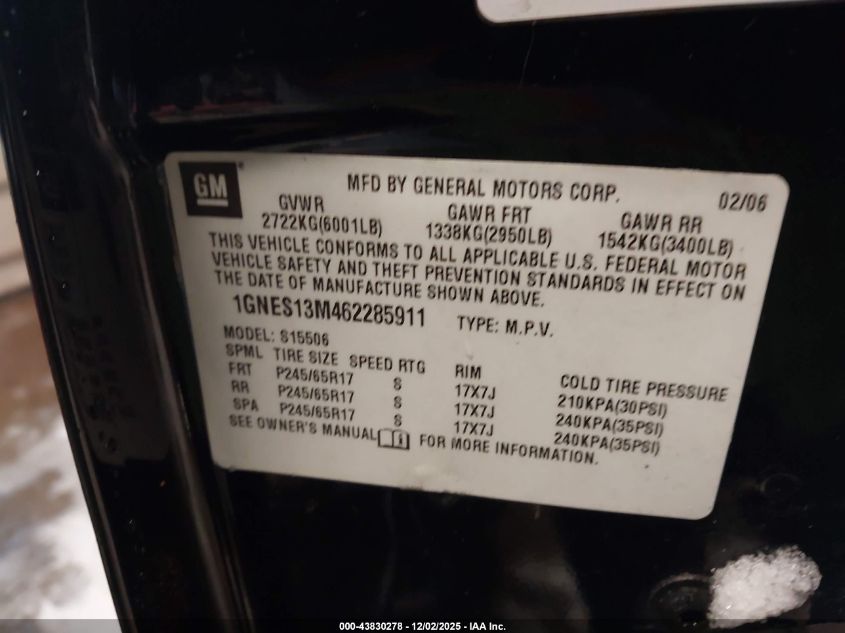 GM
MFD BY GENERAL MOTORS CORP. 02/06
GVWR GAWR FRT GAWR RR
2722KG(6001LB) 1338KG(2950LB) 1542KG(3400LB)
THIS VEHICLE CONFORMS TO ALL APPLICABLE U.S. FEDERAL MOTOR
VEHICLE SAFETY AND THEFT PREVENTION STANDARDS IN EFFECT ON
THE DATE OF MANUFACTURE SHOWN ABOVE.
1GNES13M462285911 TYPE: M.P.V.
MODEL: S15506
SPML TIRE SIZE SPEED RTG RIM COLD TIRE PRESSURE
FRT P245/65R17 S 17X7J 210KPA(30PSI)
RR P245/65R17 S 17X7J 240KPA(35PSI)
SPA P245/65R17 S 17X7J 240KPA(35PSI)
SEE OWNER'S MANUAL FOR MORE INFORMATION.
000-43830278 - 12/02/2025 - IAA Inc.